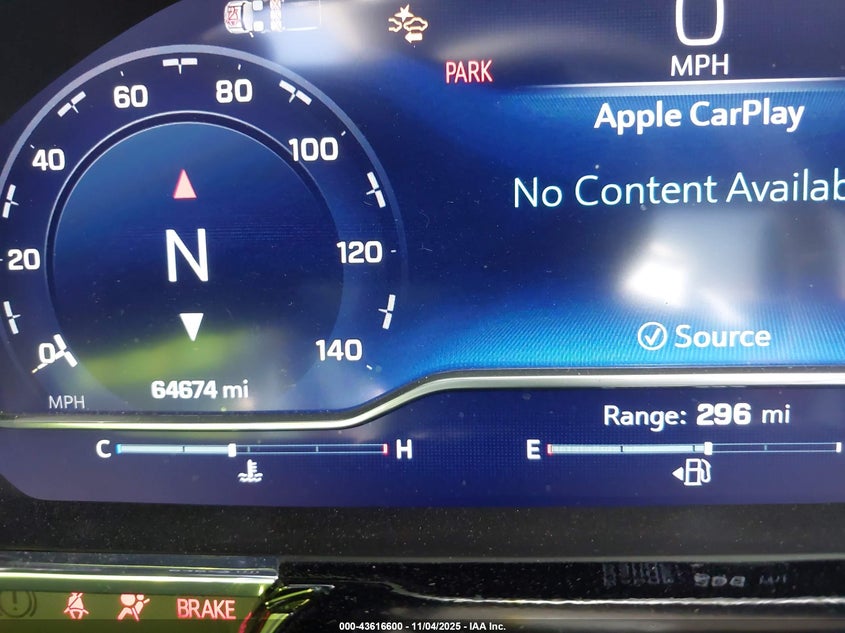 0
MPH
PARK
Apple CarPlay
No Content Availab
60
80
40
100
20
120
0
140
N
64674 mi
MPH
Source
Range: 296 mi
C
H
E
BRAKE
000-43616600 - 11/04/2025 - IAA Inc.